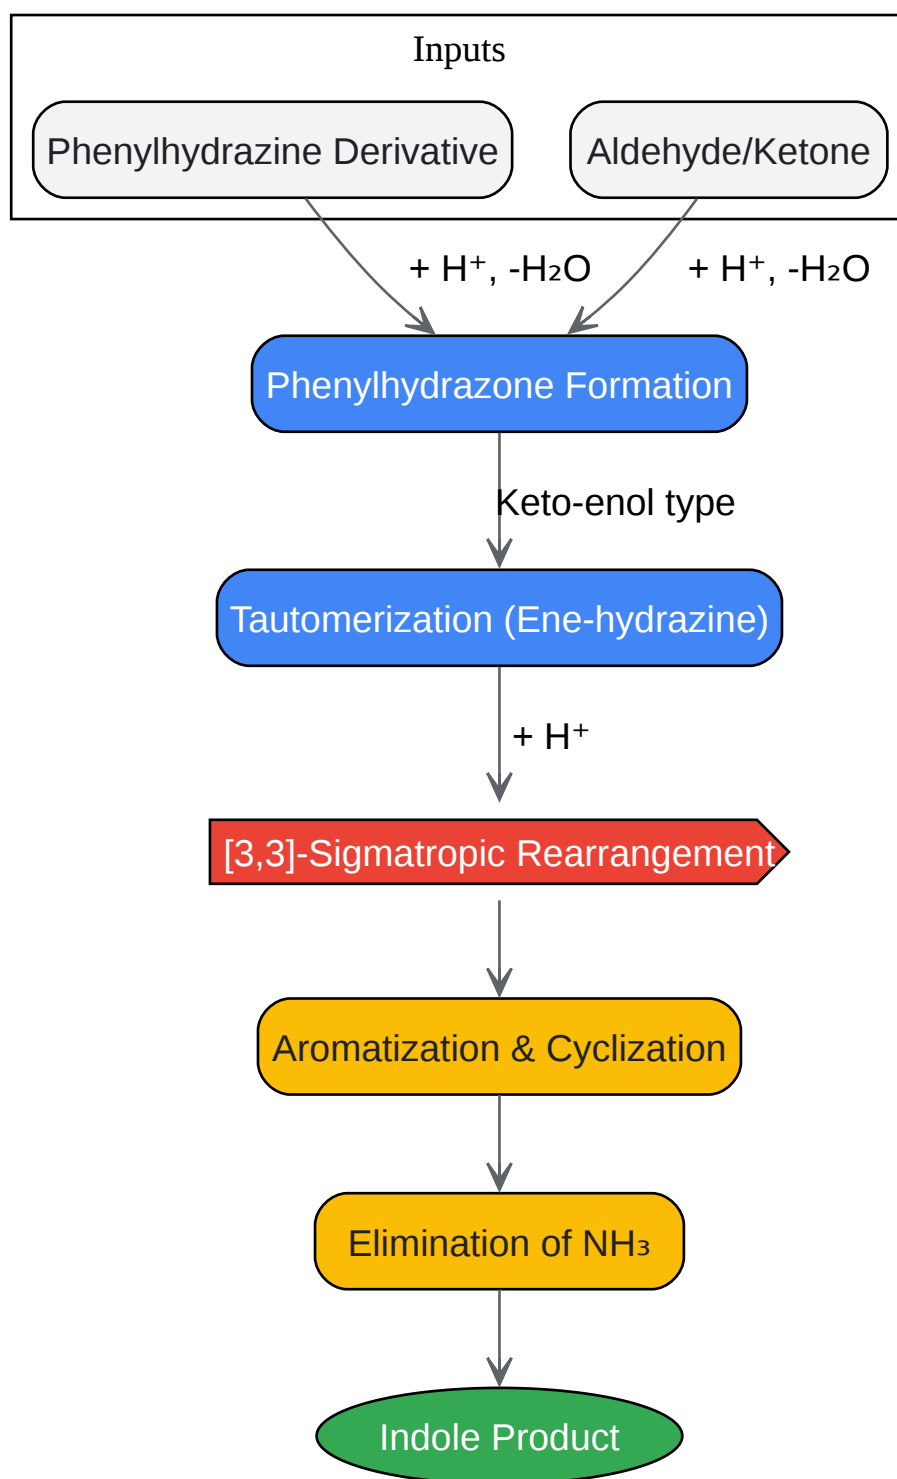 Inputs
Phenylhydrazine Derivative
Aldehyde/Ketone
+ H⁺, -H₂O
+ H⁺, -H₂O
Phenylhydrazone Formation
Keto-enol type
Tautomerization (Ene-hydrazine)
+ H⁺
[3,3]-Sigmatropic Rearrangement
Aromatization & Cyclization
Elimination of NH₃
Indole Product